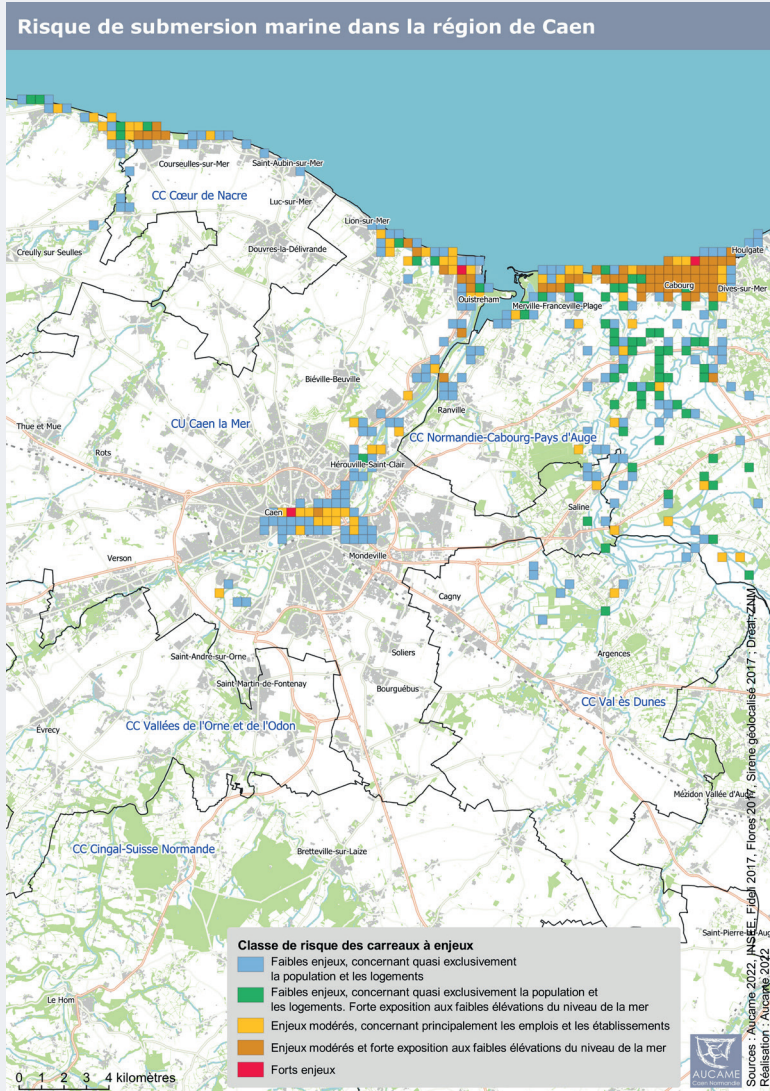 Risque de submersion marine dans la région de Caen
Courseulles-sur-Mer
Saint-Aubin-sur-Mer
CC Cœur de Nacre
Luc-sur-Mer
Lion-sur-Mer
Creully sur Seulles
Douvres-la-Délivrande
Houlgate
Cabourg
Dives-sur-Mer
Ouistreham
Merville-Franceville-Plage
Biéville-Beuville
Ranville
Thue et Mue
CU Caen la Mer
CC Normandie-Cabourg-Pays d'Auge
Rots
Hérouville-Saint-Clair
Caen
Saline
Verson
Mondeville
Cagny
Saint-André-sur-Orne
Soliers
Argences
Saint-Martin-de-Fontenay
Bourguébus
CC Val ès Dunes
Évrecy
CC Vallées de l'Orne et de l'Odon
Mézidon Vallée d'Aug
CC Cingal-Suisse Normande
Bretteville-sur-Laize
Saint-Pierre-en-Aug
Le Hom
Classe de risque des carreaux à enjeux
Faibles enjeux, concernant quasi exclusivement
la population et les logements
Faibles enjeux, concernant quasi exclusivement la population et
les logements. Forte exposition aux faibles élévations du niveau de la mer
Enjeux modérés, concernant principalement les emplois et les établissements
Enjeux modérés et forte exposition aux faibles élévations du niveau de la mer
Forts enjeux
0 1 2 3 4 kilomètres
AUCAME
Caen Normandie
Sources : Aucame 2022, INSEE, Fideli 2017, Flores 2017, Sirene géolocalisé 2017 ; Dreal, ZNM
Réalisation : Aucame 2022